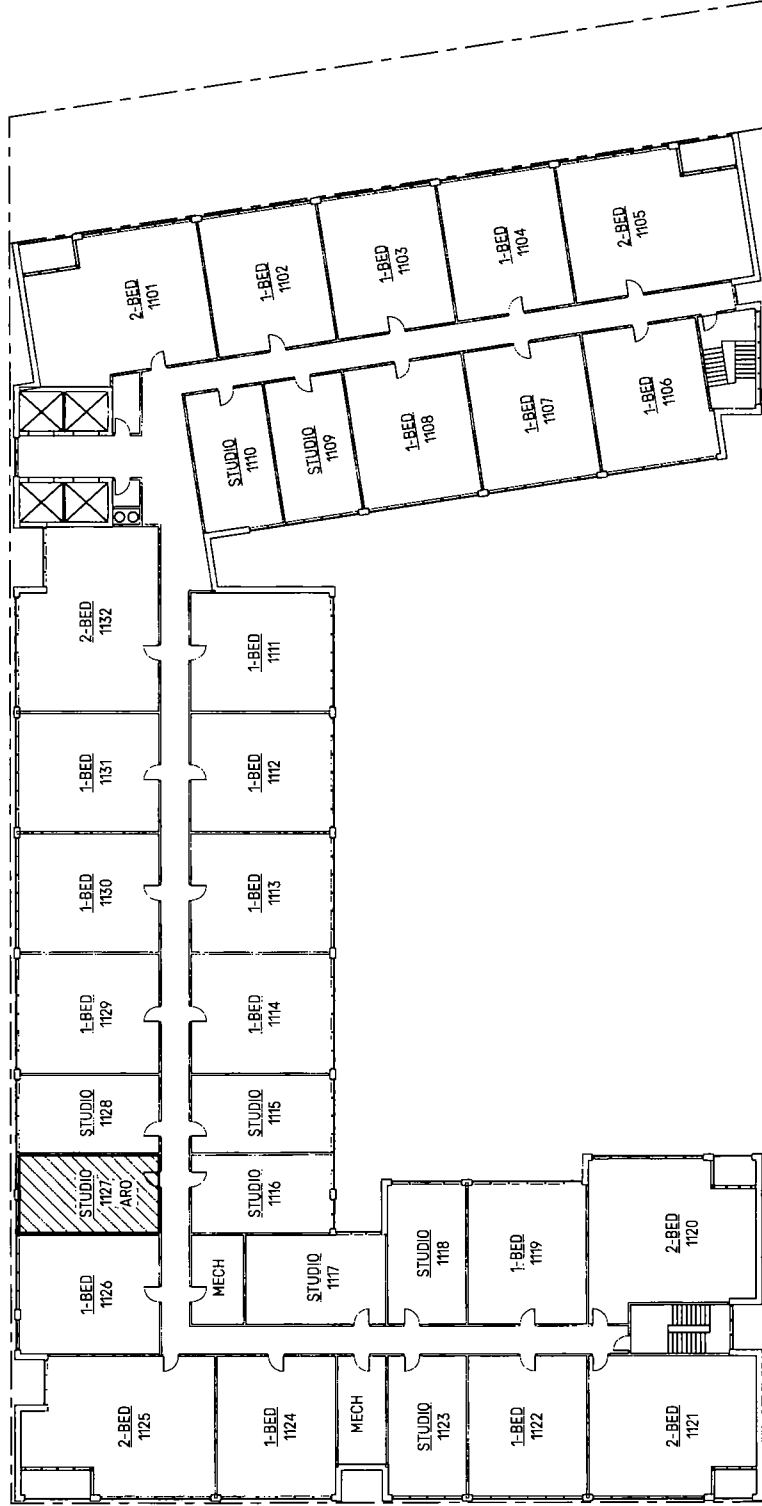 2-BED
1101
1-BED
1102
1-BED
1103
1-BED
1104
2-BED
1105
1-BED
1106
1-BED
1107
1-BED
1108
STUDIO
1109
STUDIO
1110
1-BED
1111
1-BED
1112
1-BED
1113
1-BED
1114
STUDIO
1115
STUDIO
1116
MECH
STUDIO
1117
STUDIO
1118
1-BED
1119
2-BED
1120
2-BED
1121
1-BED
1122
STUDIO
1123
MECH
1-BED
1124
2-BED
1125
1-BED
1126
STUDIO
1127
ARO
STUDIO
1128
1-BED
1129
1-BED
1130
1-BED
1131
2-BED
1132